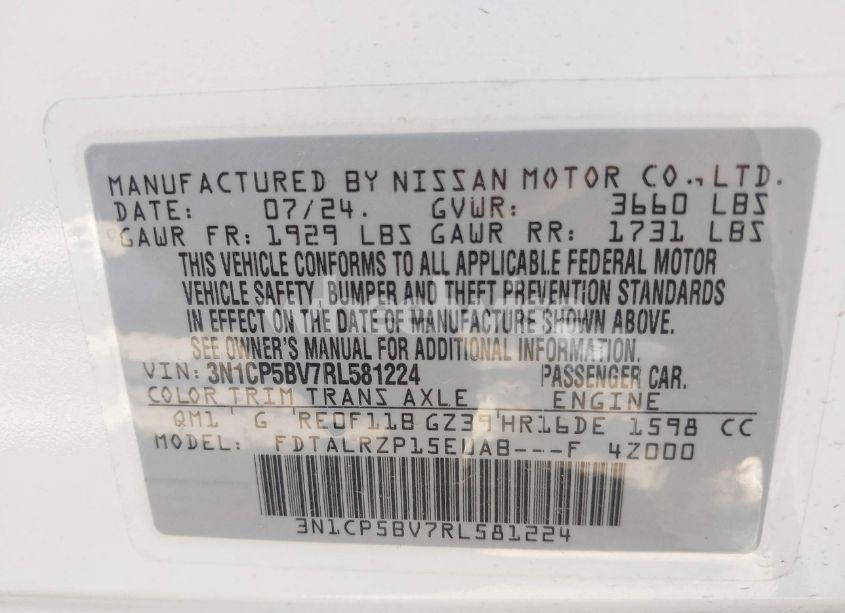 MANUFACTURED BY NISSAN MOTOR CO., LTD.
DATE: 07/24. GVWR: 3660 LBS
GAWR FR: 1929 LBS GAWR RR: 1731 LBS
THIS VEHICLE CONFORMS TO ALL APPLICABLE FEDERAL MOTOR
VEHICLE SAFETY, BUMPER AND THEFT PREVENTION STANDARDS
IN EFFECT ON THE DATE OF MANUFACTURE SHOWN ABOVE.
SEE OWNER'S MANUAL FOR ADDITIONAL INFORMATION.
VIN: 3N1CP5BV7RL581224 PASSENGER CAR.
COLOR TRIM TRANS AXLE ENGINE
QM1 G RE0F11B GZ39 HR16DE 1598 CC
MODEL: FDTALRZP15EUAB---F 4Z000
3N1CP5BV7RL581224